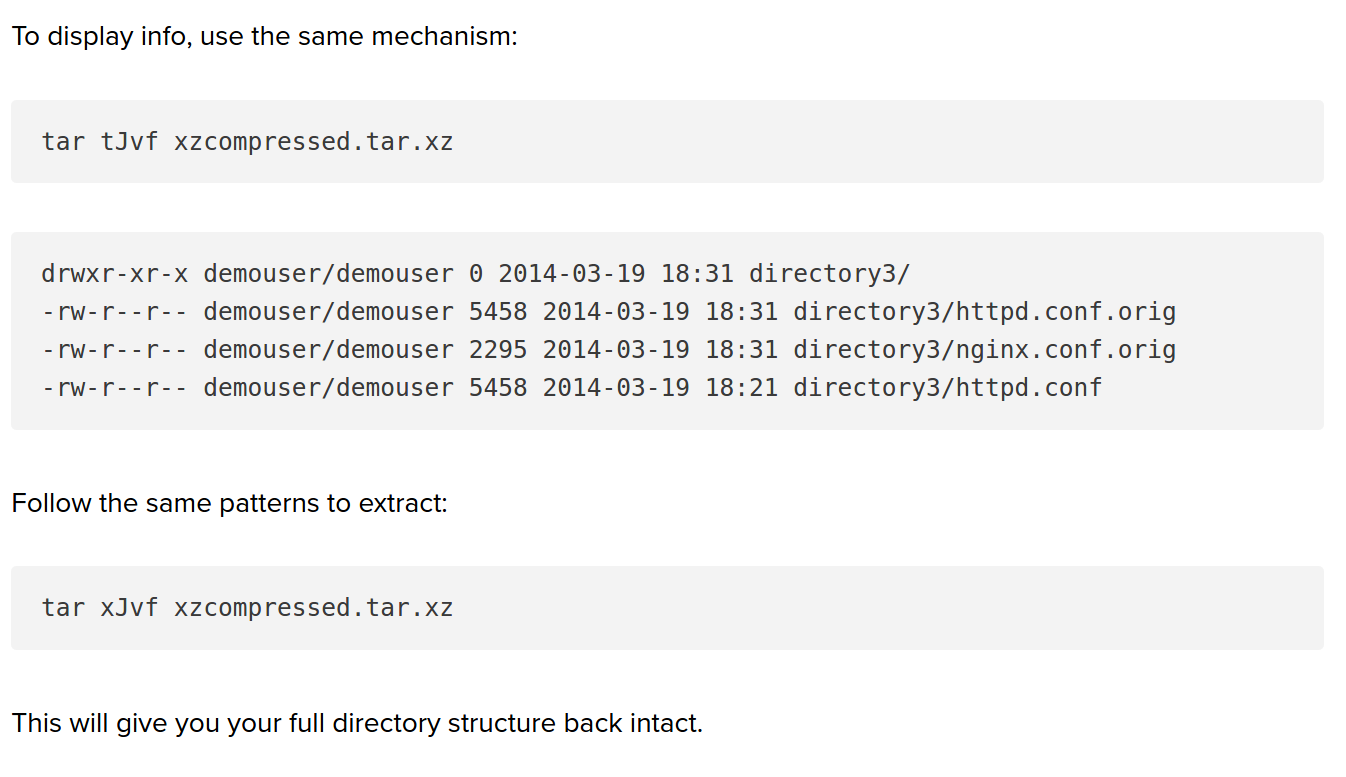 To display info, use the same mechanism:
tar tJvf xzcompressed.tar.xz
drwxr-xr-x demouser/demouser 0 2014-03-19 18:31 directory3/
-rw-r--r-- demouser/demouser 5458 2014-03-19 18:31 directory3/httpd.conf.orig
-rw-r--r-- demouser/demouser 2295 2014-03-19 18:31 directory3/nginx.conf.orig
-rw-r--r-- demouser/demouser 5458 2014-03-19 18:21 directory3/httpd.conf
Follow the same patterns to extract:
tar xJvf xzcompressed.tar.xz
This will give you your full directory structure back intact.